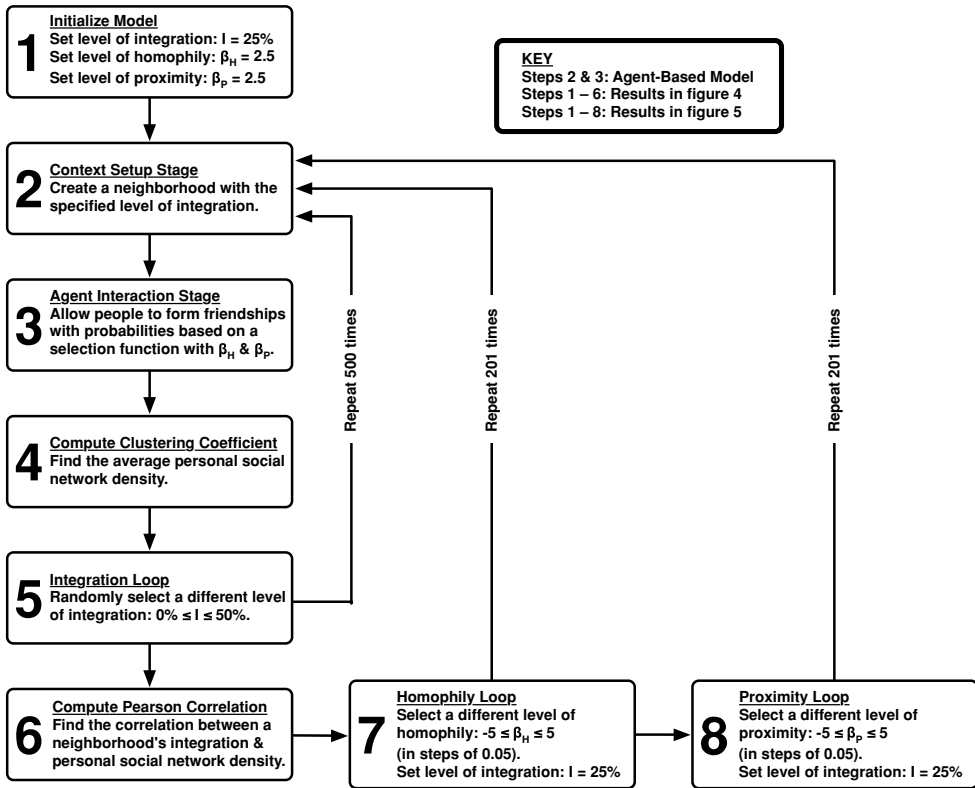 1
Initialize Model
Set level of integration: I = 25%
Set level of homophily: β_H = 2.5
Set level of proximity: β_P = 2.5
KEY
Steps 2 & 3: Agent-Based Model
Steps 1 – 6: Results in figure 4
Steps 1 – 8: Results in figure 5
2
Context Setup Stage
Create a neighborhood with the
specified level of integration.
3
Agent Interaction Stage
Allow people to form friendships
with probabilities based on a
selection function with β_H & β_P.
Repeat 500 times
Repeat 201 times
Repeat 201 times
4
Compute Clustering Coefficient
Find the average personal social
network density.
5
Integration Loop
Randomly select a different level
of integration: 0% ≤ I ≤ 50%.
6
Compute Pearson Correlation
Find the correlation between a
neighborhood's integration &
personal social network density.
7
Homophily Loop
Select a different level of
homophily: -5 ≤ β_H ≤ 5
(in steps of 0.05).
Set level of integration: I = 25%
8
Proximity Loop
Select a different level of
proximity: -5 ≤ β_P ≤ 5
(in steps of 0.05).
Set level of integration: I = 25%